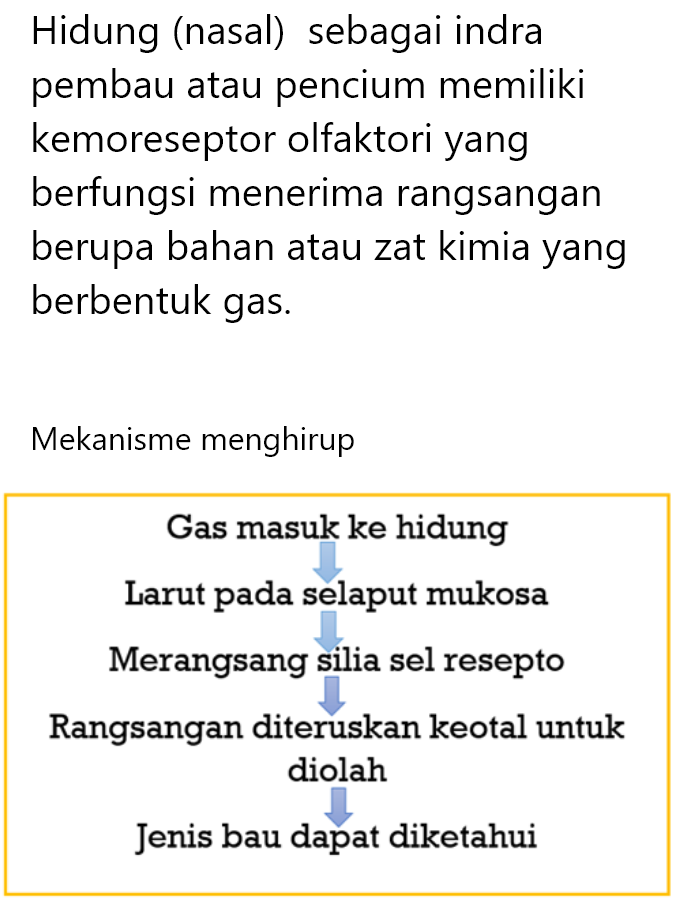 Hidung (nasal)  sebagai indra
pembau atau pencium memiliki
kemoreseptor olfaktori yang
berfungsi menerima rangsangan
berupa bahan atau zat kimia yang
berbentuk gas.
Mekanisme menghirup
Gas masuk ke hidung
Larut pada selaput mukosa
Merangsang silia sel resepto
Rangsangan diteruskan keotal untuk
diolah
Jenis bau dapat diketahui